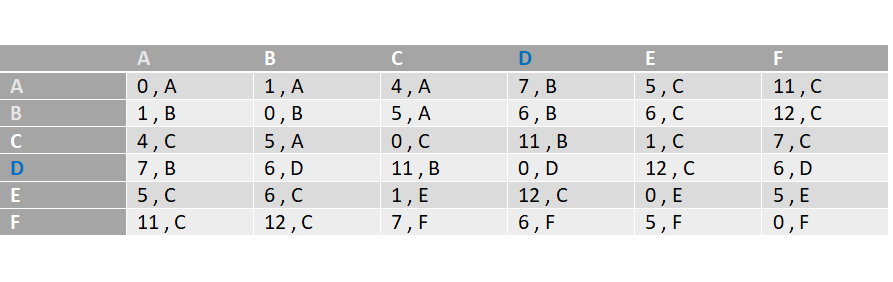 A B C D E F
A 0 , A 1 , A 4 , A 7 , B 5 , C 11 , C
B 1 , B 0 , B 5 , A 6 , B 6 , C 12 , C
C 4 , C 5 , A 0 , C 11 , B 1 , C 7 , C
D 7 , B 6 , D 11 , B 0 , D 12 , C 6 , D
E 5 , C 6 , C 1 , E 12 , C 0 , E 5 , E
F 11 , C 12 , C 7 , F 6 , F 5 , F 0 , F